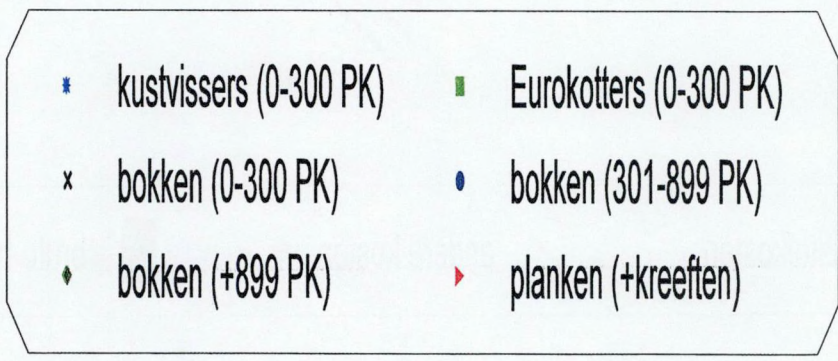 kustvissers (0-300 PK) Eurokotters (0-300 PK)
bokken (0-300 PK) bokken (301-899 PK)
bokken (+899 PK) planken (+kreeften)